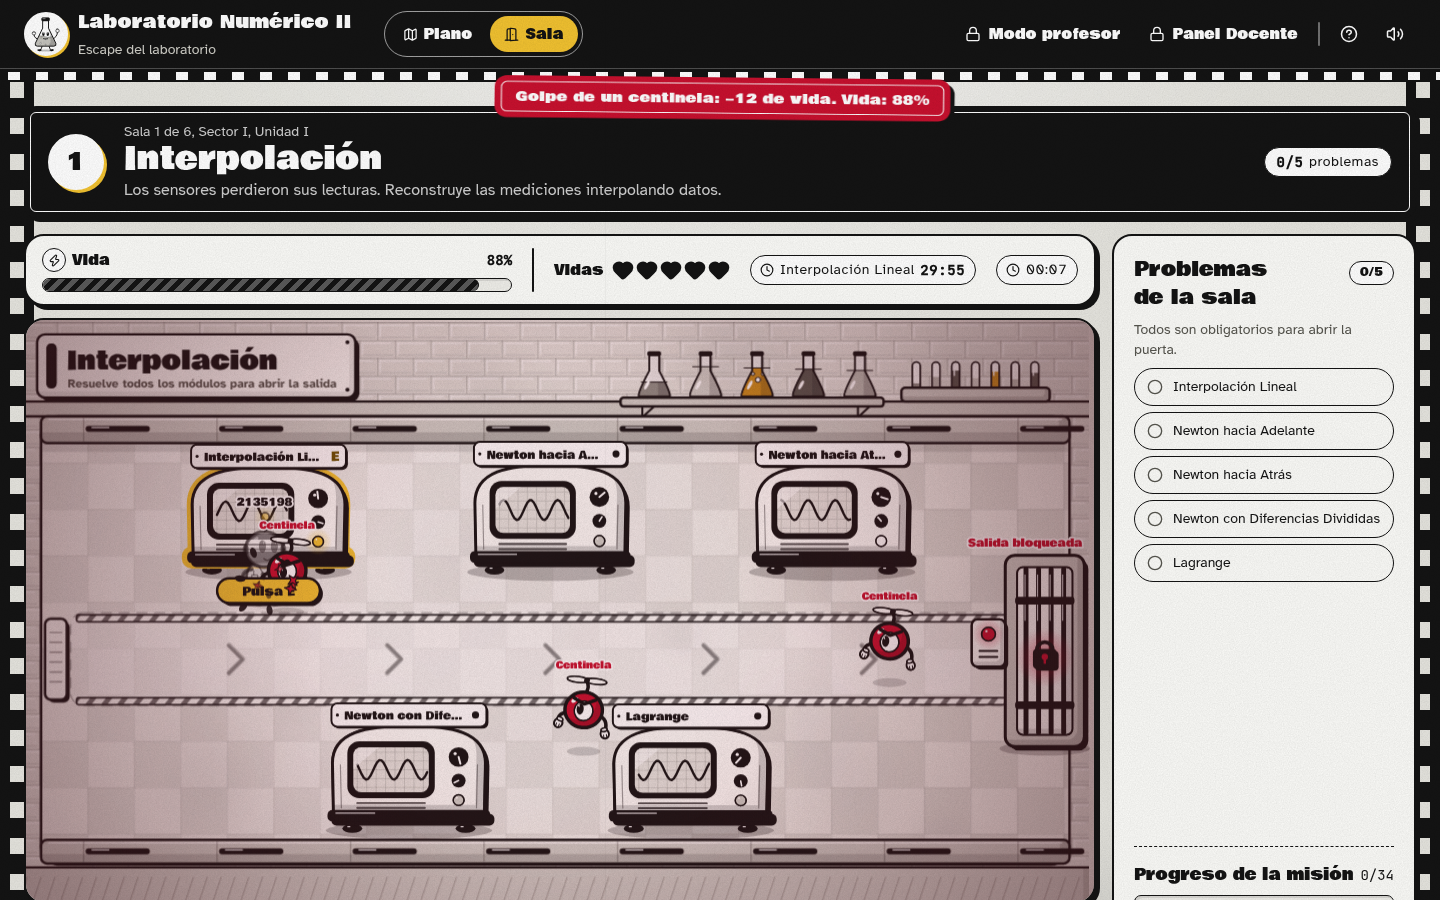 Laboratorio Numérico II
Escape del laboratorio
Plano
Sala
Modo profesor
Panel Docente
Golpe de un centinela: -12 de vida. Vida: 88%
Sala 1 de 6, Sector I, Unidad I
1
Interpolación
Los sensores perdieron sus lecturas. Reconstruye las mediciones interpolando datos.
0/5 problemas
Vida
88%
Vidas
Interpolación Lineal 29:55
00:07
Problemas de la sala
0/5
Todos son obligatorios para abrir la puerta.
Interpolación Lineal
Newton hacia Adelante
Newton hacia Atrás
Newton con Diferencias Divididas
Lagrange
Progreso de la misión 0/34
Interpolación
Resuelve todos los módulos para abrir la salida
Interpolación Li... E
Newton hacia A...
Newton hacia At...
2135198
Centinela
Pulsa E
Salida bloqueada
Centinela
Centinela
Newton con Dife...
Lagrange